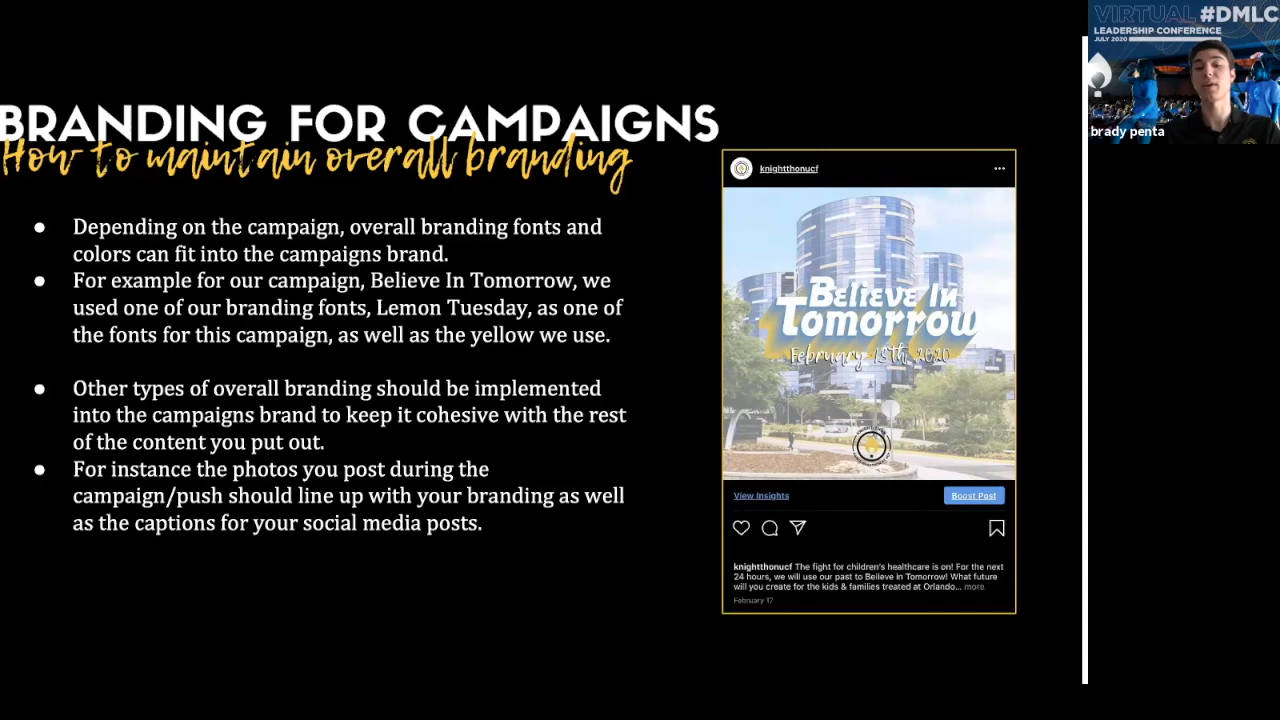 VIRTUAL #DMLC
LEADERSHIP CONFERENCE
JULY 2020
brady penta
BRANDING FOR CAMPAIGNS
How to maintain overall branding
● Depending on the campaign, overall branding fonts and
colors can fit into the campaigns brand.
● For example for our campaign, Believe In Tomorrow, we
used one of our branding fonts, Lemon Tuesday, as one of
the fonts for this campaign, as well as the yellow we use.
● Other types of overall branding should be implemented
into the campaigns brand to keep it cohesive with the rest
of the content you put out.
● For instance the photos you post during the
campaign/push should line up with your branding as well
as the captions for your social media posts.
knightthonucf
Believe In
Tomorrow
February 18th, 2020
View Insights
Boost Post
knightthonucf The fight for children's healthcare is on! For the next
24 hours, we will use our past to Believe in Tomorrow! What future
will you create for the kids & families treated at Orlando... more
February 17